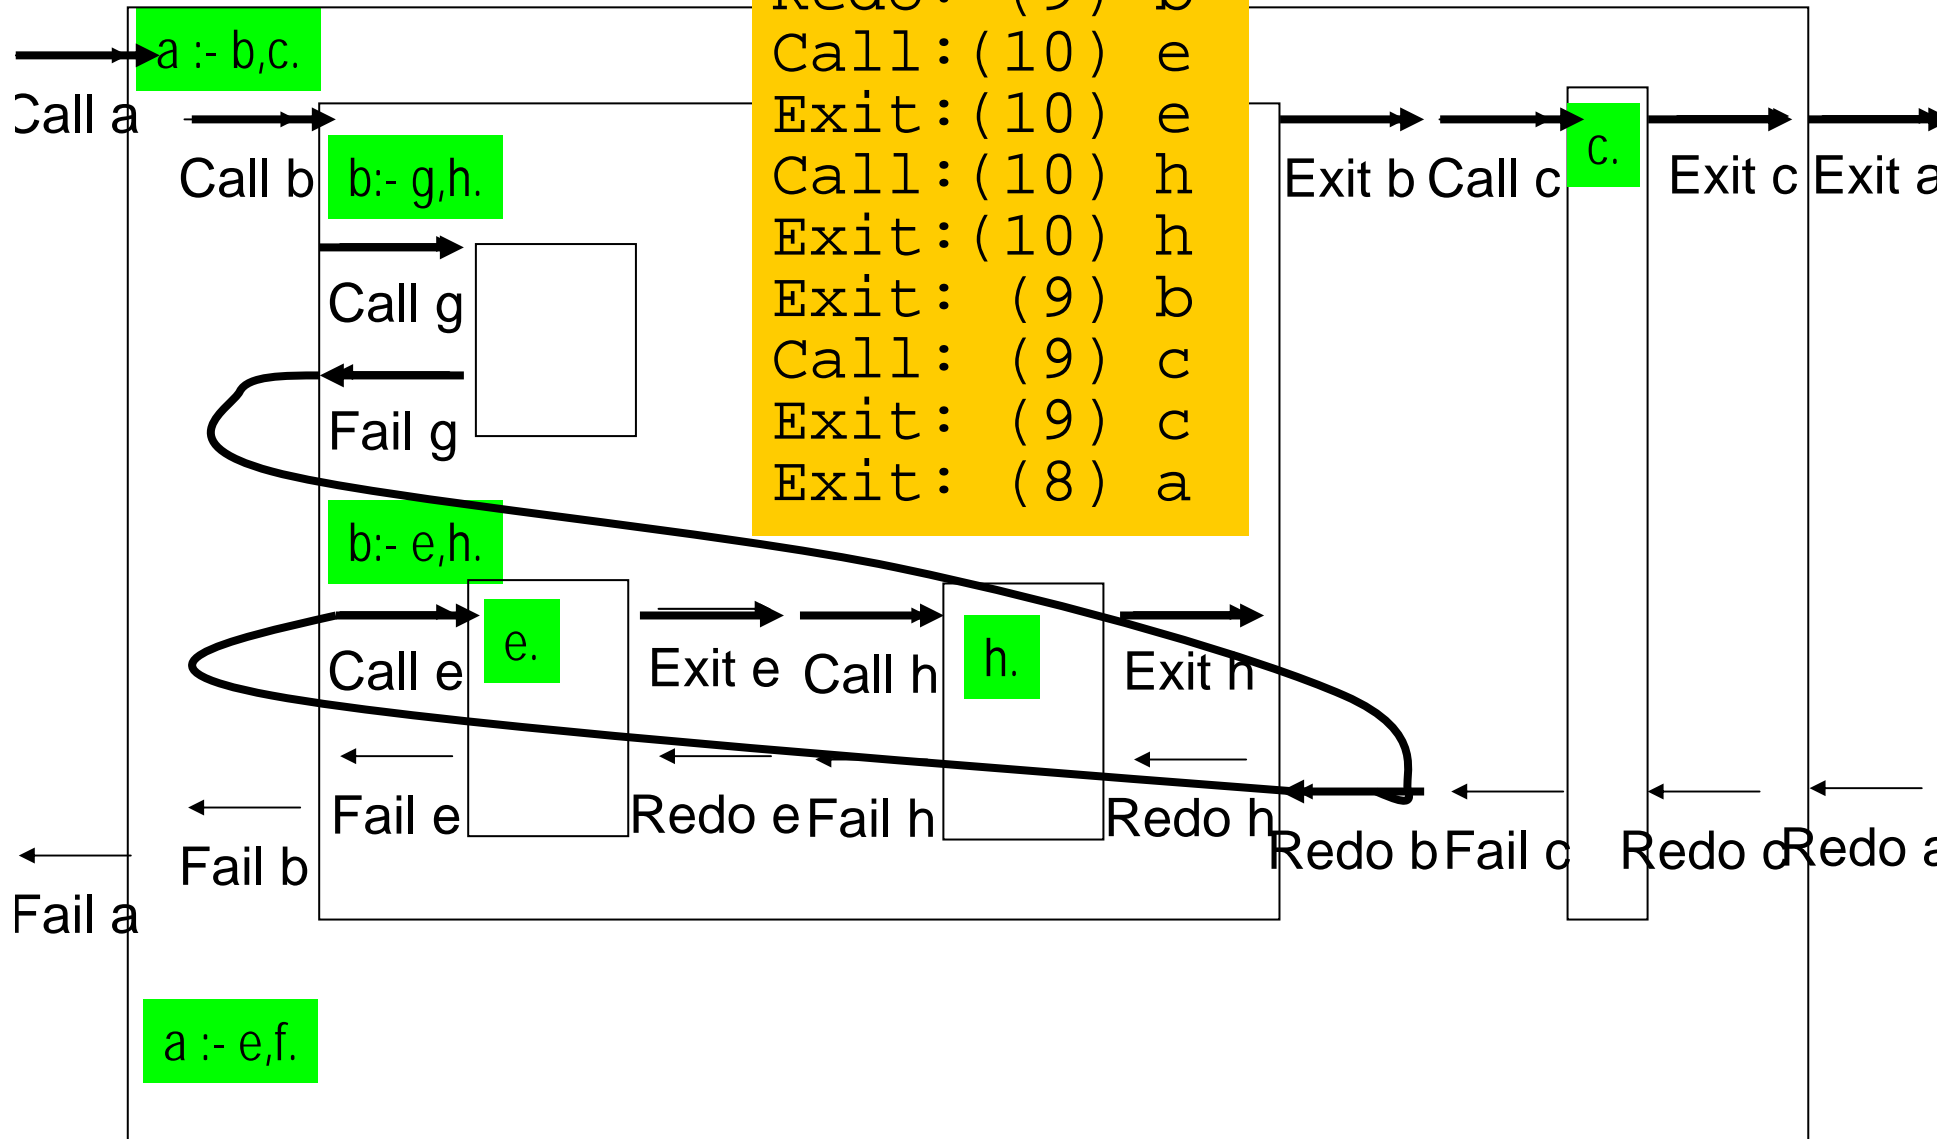 a :- b,c.
Call a
Call b
b:- g,h.
Call g
Fail g
b:- e,h.
Call e
e.
Exit e
Call h
h.
Exit h
Fail e
Redo e
Fail h
Redo h
Fail b
Fail a
a :- e,f.
Redo: (9) b
Call:(10) e
Exit:(10) e
Call:(10) h
Exit:(10) h
Exit: (9) b
Call: (9) c
Exit: (9) c
Exit: (8) a
Exit b
Call c
c.
Exit c
Exit a
Redo b
Fail c
Redo c
Redo a